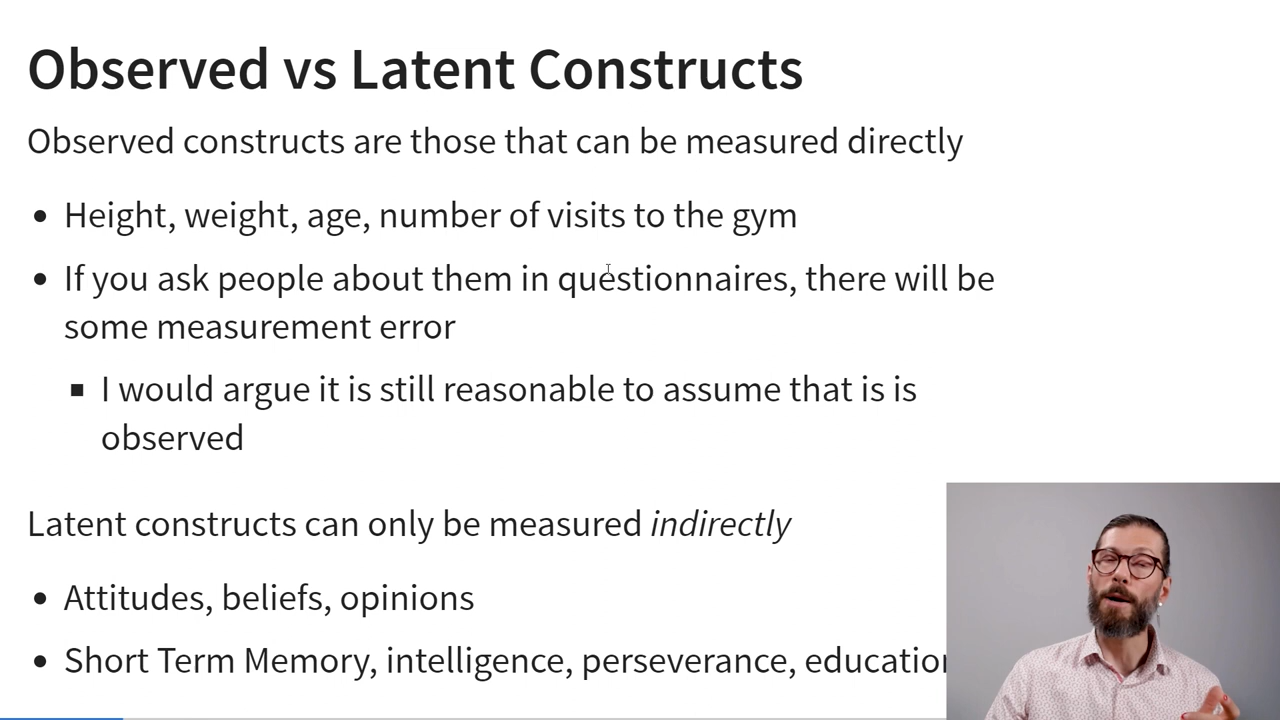 Observed vs Latent Constructs
Observed constructs are those that can be measured directly
• Height, weight, age, number of visits to the gym
• If you ask people about them in questionnaires, there will be
some measurement error
▪ I would argue it is still reasonable to assume that is is
observed
Latent constructs can only be measured indirectly
• Attitudes, beliefs, opinions
• Short Term Memory, intelligence, perseverance,